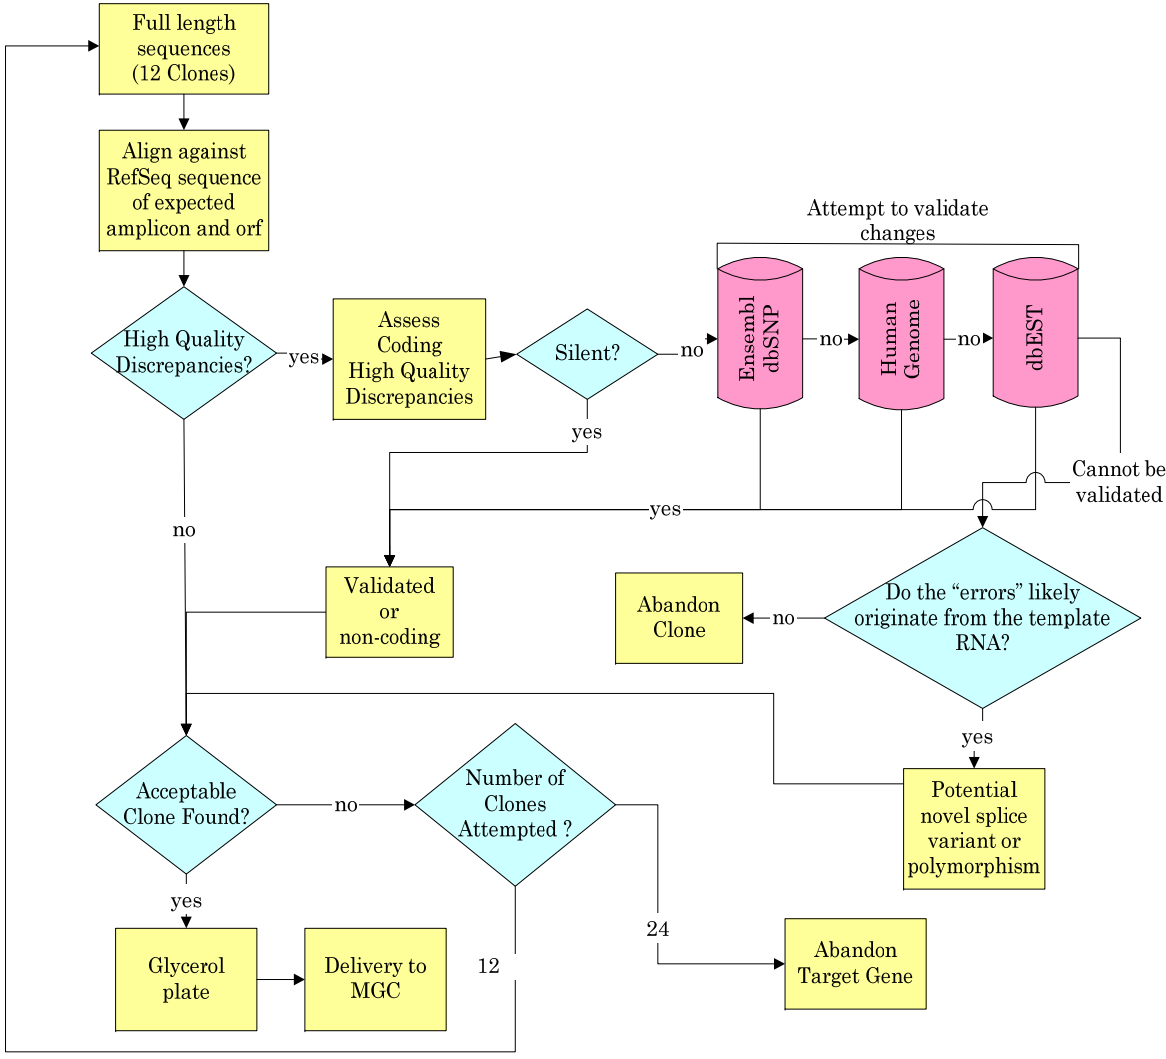 Full length
sequences
(12 Clones)
Align against
RefSeq sequence
of expected
amplicon and orf
Attempt to validate
changes
High Quality
Discrepancies?
yes
Assess
Coding
High Quality
Discrepancies
Silent?
no
Ensembl
dbSNP
no
Human
Genome
no
dbEST
yes
Cannot be
validated
yes
no
Validated
or
non-coding
Abandon
Clone
no
Do the “errors” likely
originate from the template
RNA?
yes
Acceptable
Clone Found?
no
Number of
Clones
Attempted ?
Potential
novel splice
variant or
polymorphism
yes
24
12
Glycerol
plate
Delivery to
MGC
Abandon
Target Gene